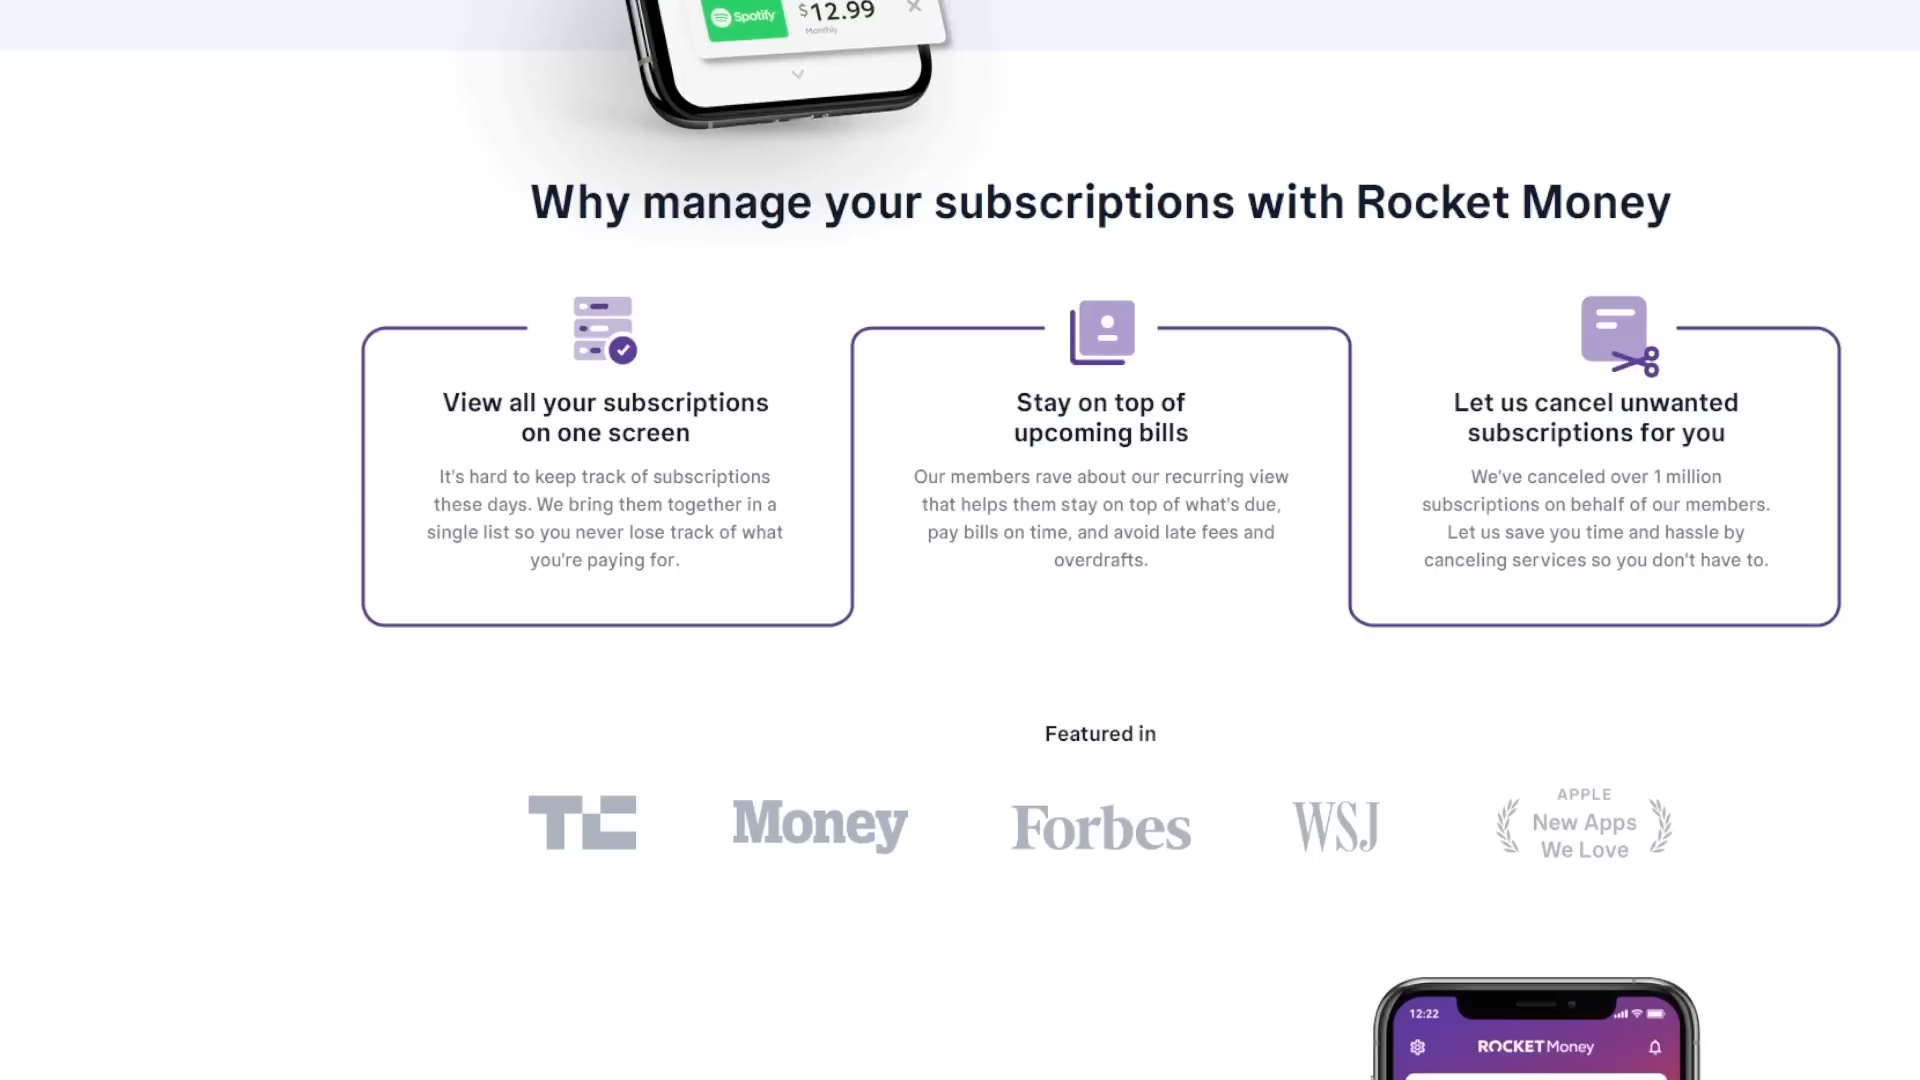 Spotify
$12.99
Monthly
Why manage your subscriptions with Rocket Money
View all your subscriptions
on one screen
It's hard to keep track of subscriptions
these days. We bring them together in a
single list so you never lose track of what
you're paying for.
Stay on top of
upcoming bills
Our members rave about our recurring view
that helps them stay on top of what's due,
pay bills on time, and avoid late fees and
overdrafts.
Let us cancel unwanted
subscriptions for you
We've canceled over 1 million
subscriptions on behalf of our members.
Let us save you time and hassle by
canceling services so you don't have to.
Featured in
TC
Money
Forbes
WSJ
APPLE
New Apps
We Love
12:22
ROCKET Money